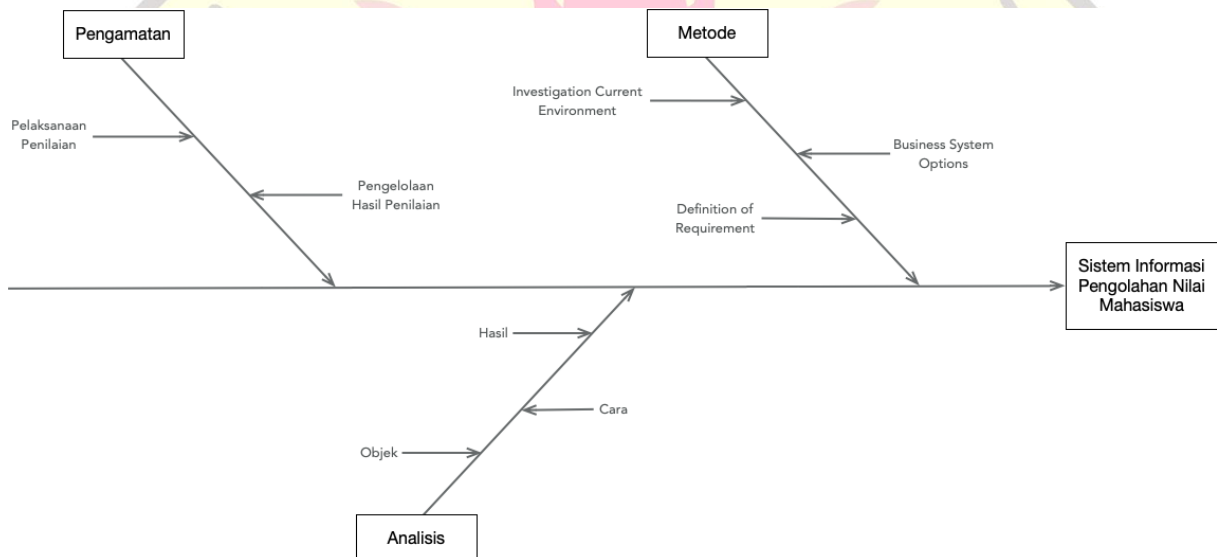 Pengamatan
Metode
Pelaksanaan
Penilaian
Pengelolaan
Hasil Penilaian
Investigation Current
Environment
Business System
Options
Definition of
Requirement
Sistem Informasi
Pengolahan Nilai
Mahasiswa
Hasil
Cara
Objek
Analisis